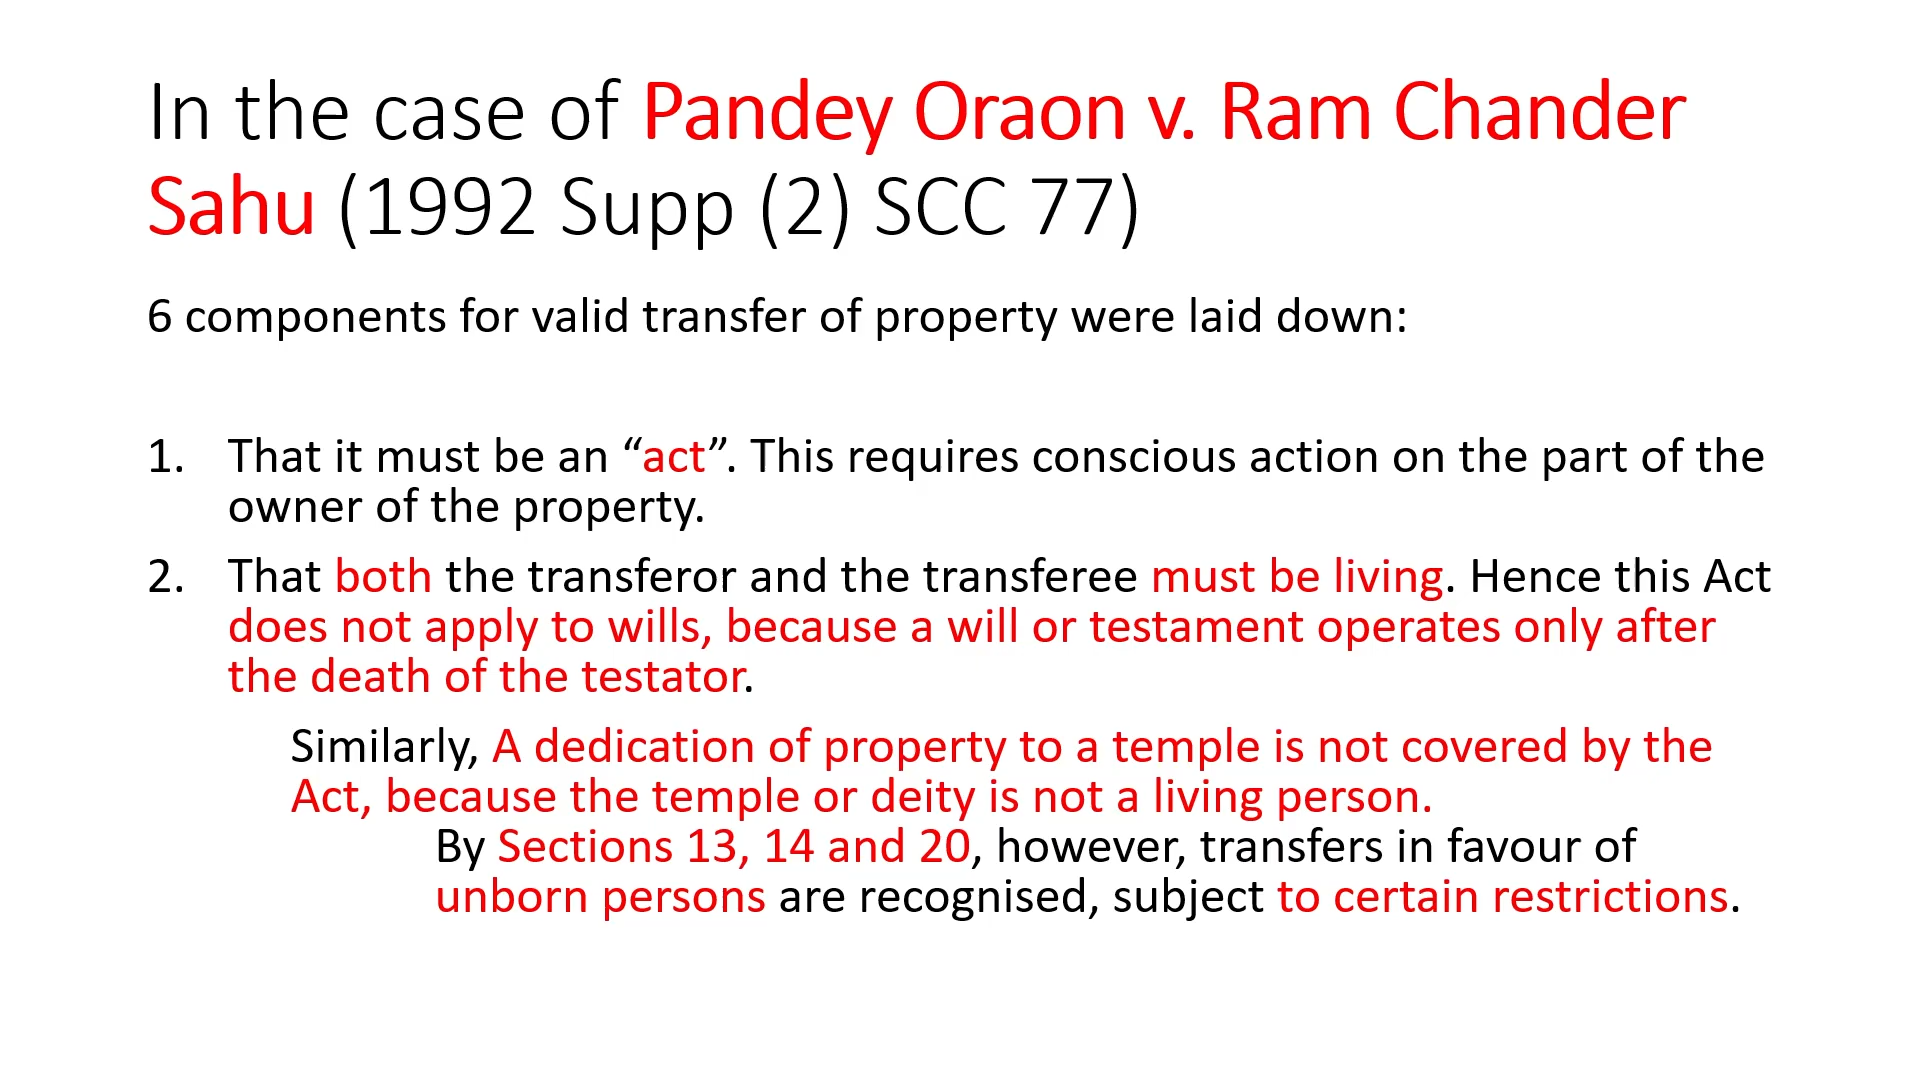 In the case of Pandey Oraon v. Ram Chander
Sahu (1992 Supp (2) SCC 77)
6 components for valid transfer of property were laid down:
1. That it must be an “act”. This requires conscious action on the part of the
owner of the property.
2. That both the transferor and the transferee must be living. Hence this Act
does not apply to wills, because a will or testament operates only after
the death of the testator.
Similarly, A dedication of property to a temple is not covered by the
Act, because the temple or deity is not a living person.
By Sections 13, 14 and 20, however, transfers in favour of
unborn persons are recognised, subject to certain restrictions.